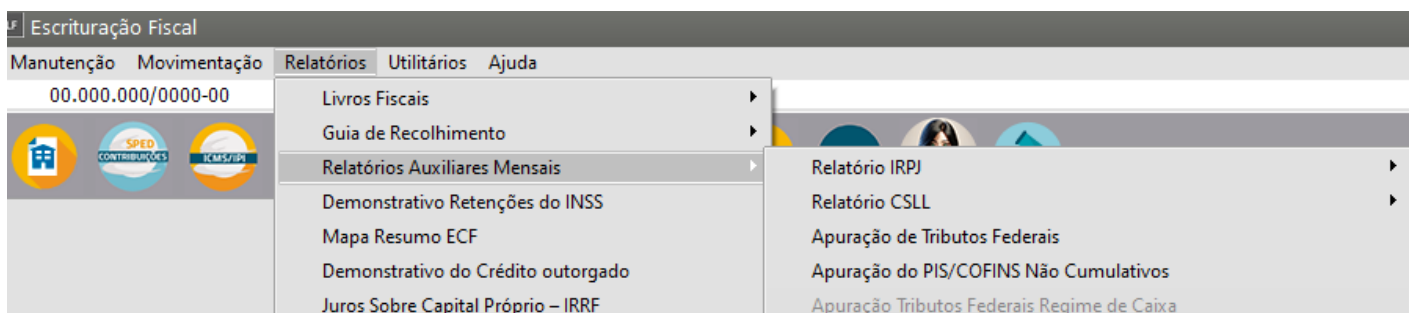 LF Escrituração Fiscal
Manutenção Movimentação Relatórios Utilitários Ajuda
00.000.000/0000-00
Livros Fiscais
Guia de Recolhimento
SPED
CONTRIBUIÇÕES
ICMS/IPI
Relatórios Auxiliares Mensais
Relatório IRPJ
Demonstrativo Retenções do INSS
Relatório CSLL
Mapa Resumo ECF
Apuração de Tributos Federais
Demonstrativo do Crédito outorgado
Apuração do PIS/COFINS Não Cumulativos
Juros Sobre Capital Próprio – IRRF
Apuração Tributos Federais Regime de Caixa